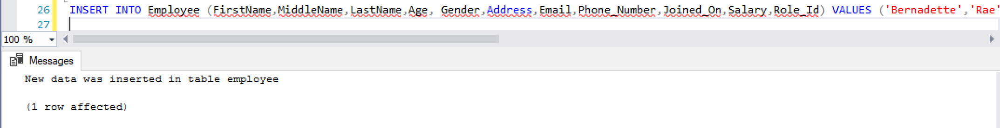 26 INSERT INTO Employee (FirstName,MiddleName,LastName,Age, Gender,Address,Email,Phone_Number,Joined_On,Salary,Role_Id) VALUES ('Bernadette','Rae'
27
100 %
Messages
New data was inserted in table employee
(1 row affected)